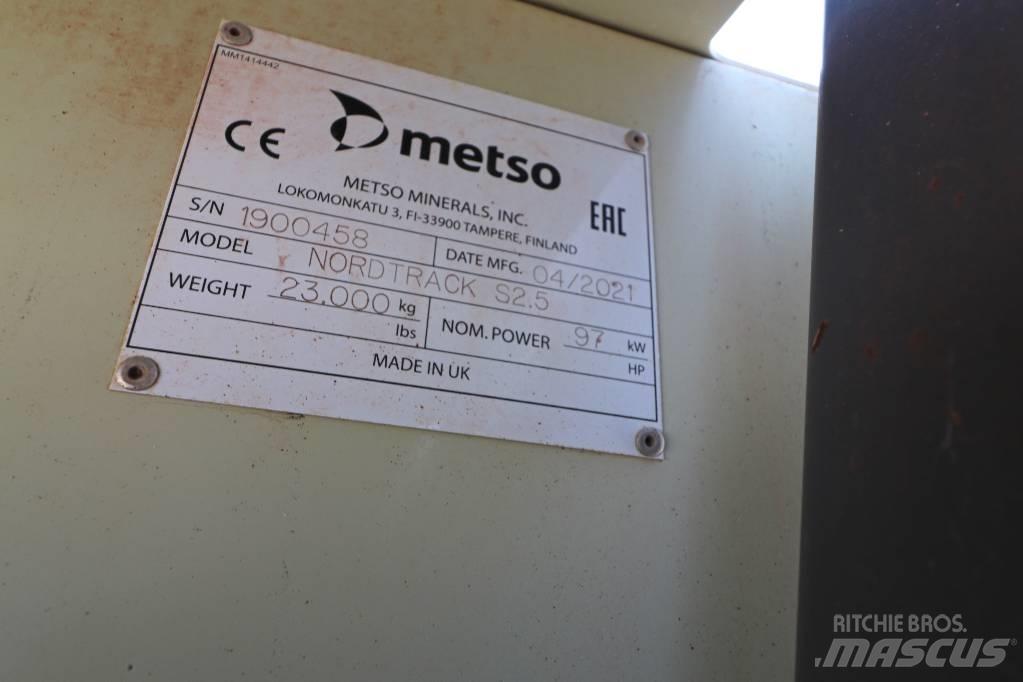 MM1414442
CE metso
METSO MINERALS, INC.
LOKOMONKATU 3, FI-33900 TAMPERE, FINLAND
EAC
S/N 1900458 DATE MFG. 04/2021
MODEL NORDTRACK S2.5
WEIGHT 23.000 kg
lbs
NOM. POWER 97 kW
HP
MADE IN UK
RITCHIE BROS.
MASCUS